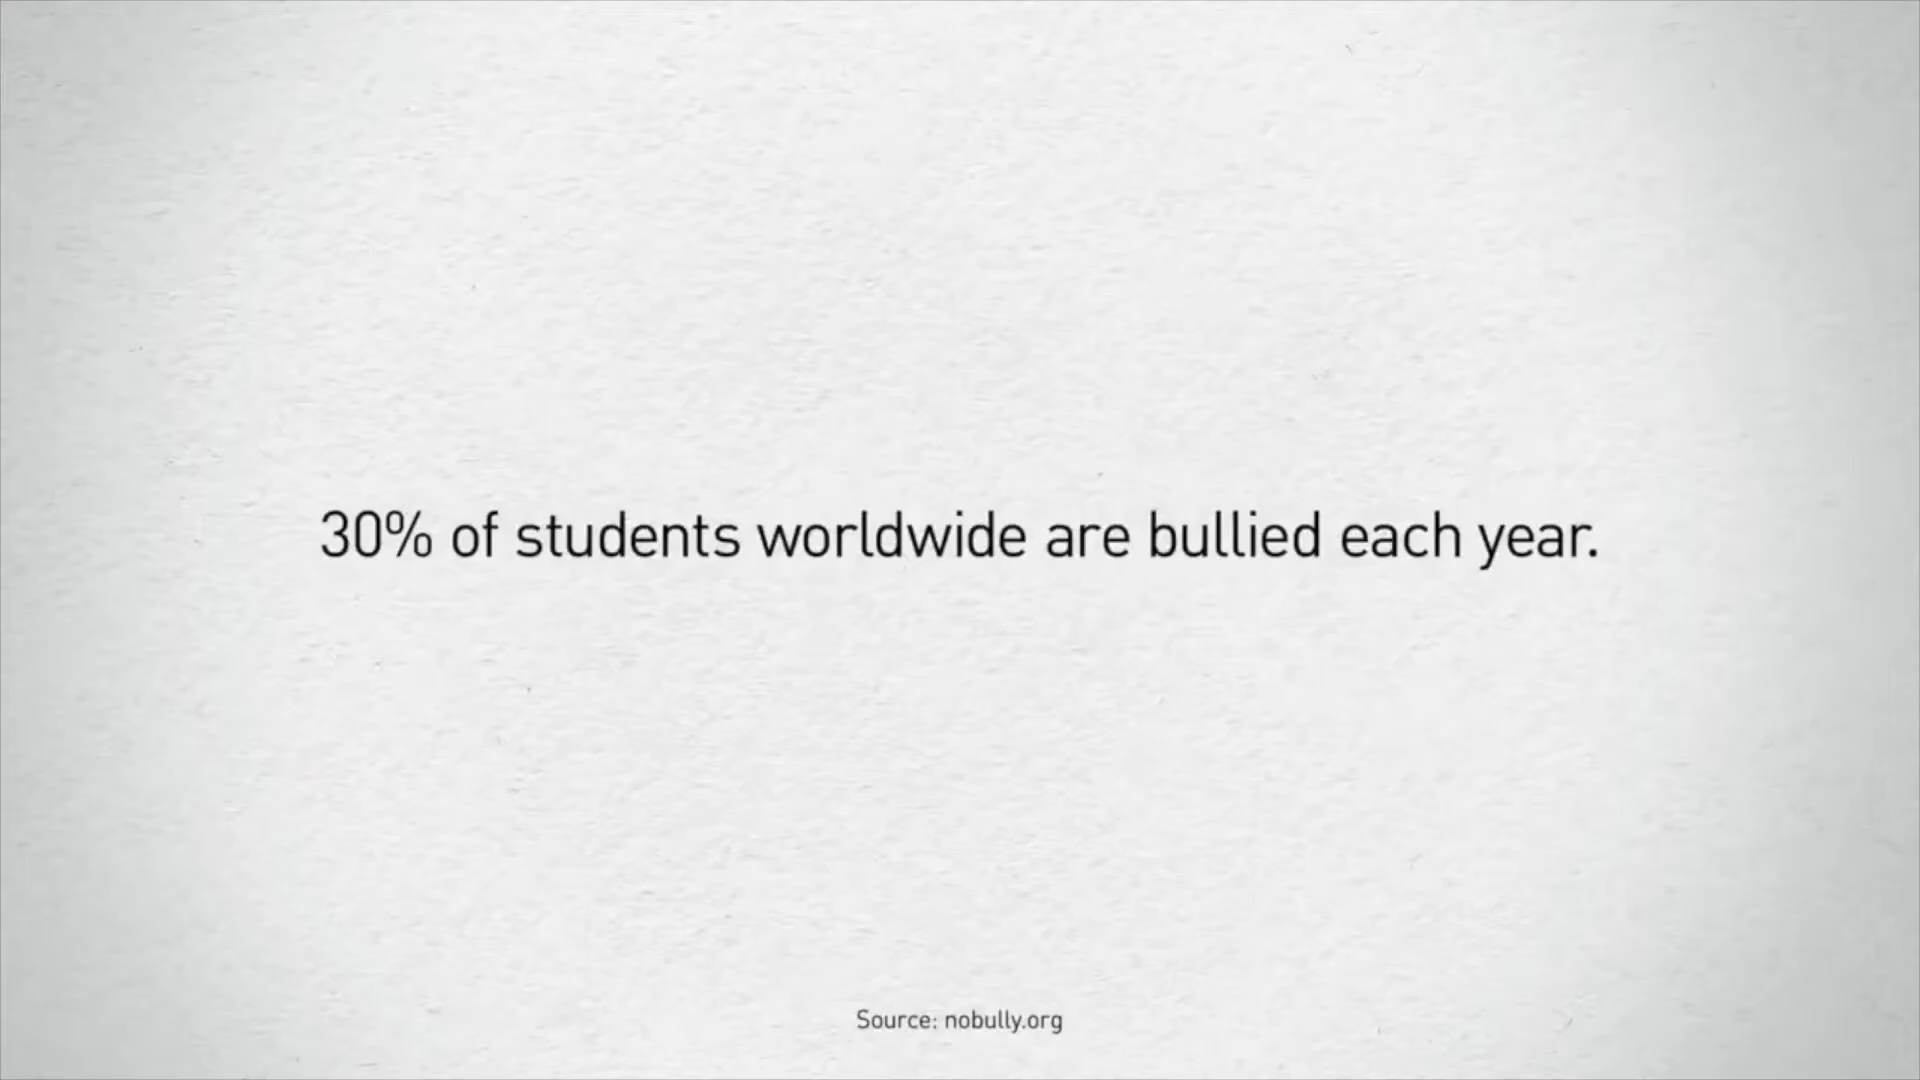 30% of students worldwide are bullied each year.
Source: nobully.org